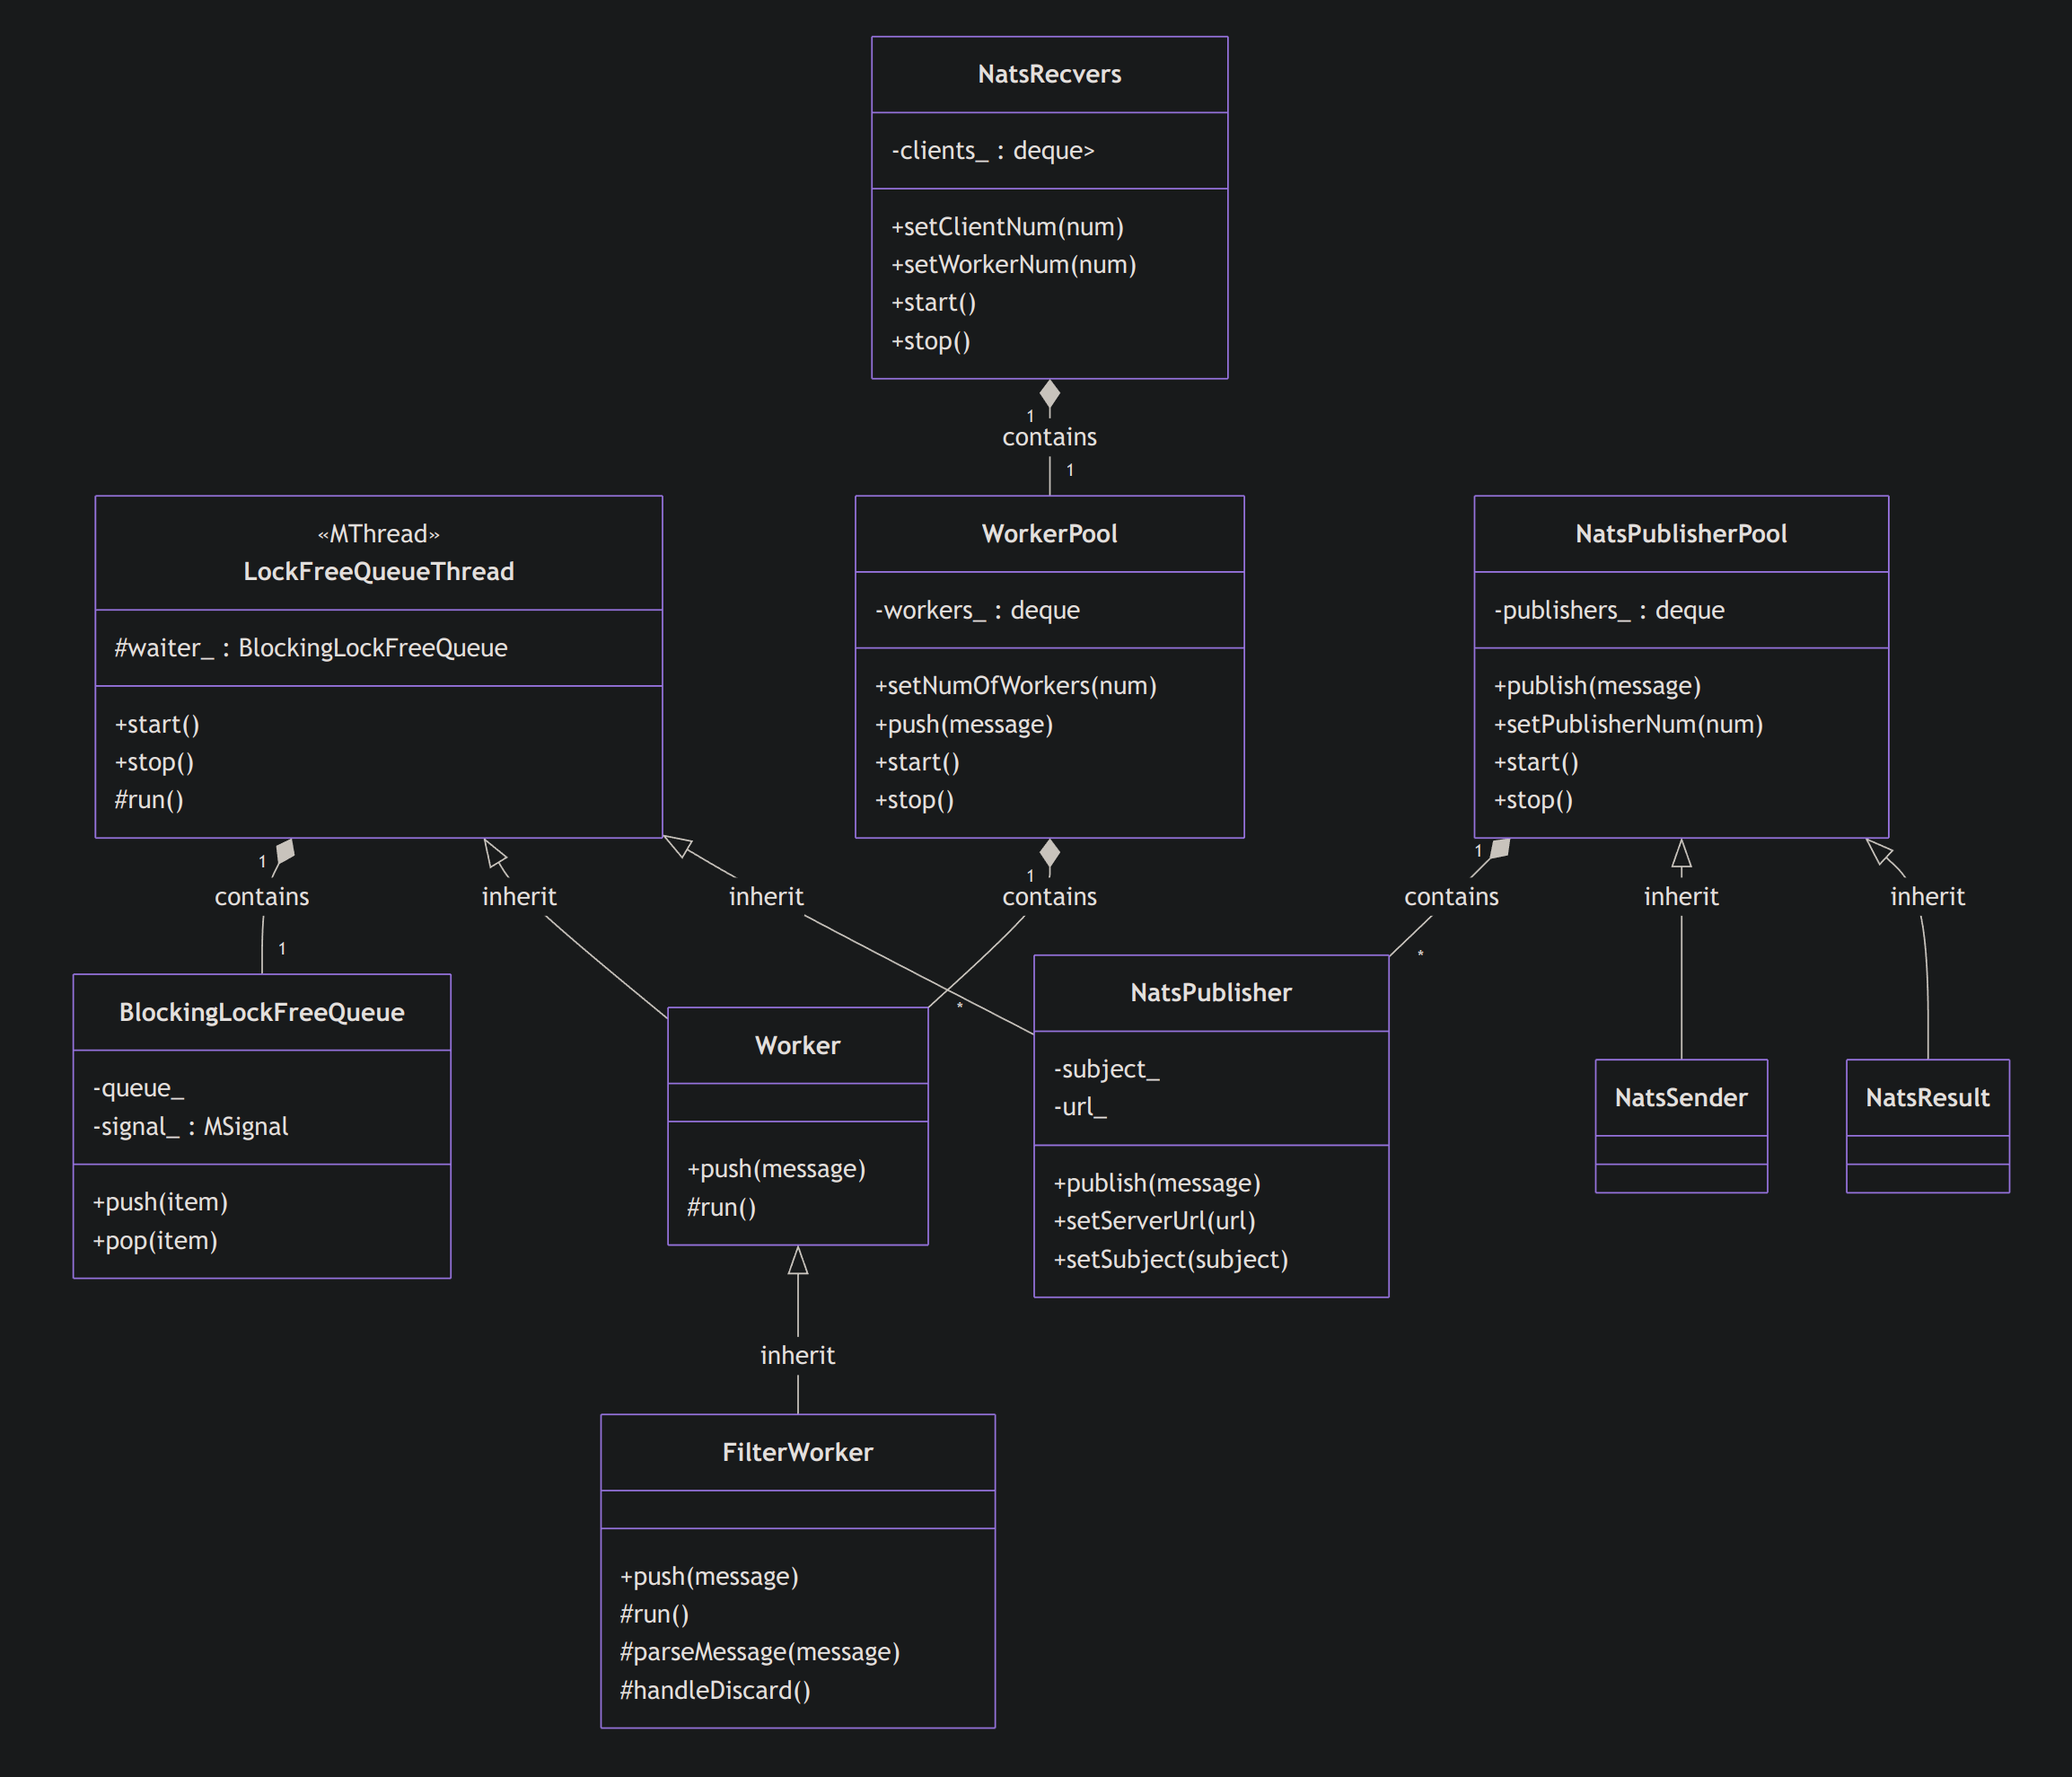 NatsRecvers
-clients_ : deque>
+setClientNum(num)
+setWorkerNum(num)
+start()
+stop()
1
contains
1
«MThread»
LockFreeQueueThread
#waiter_ : BlockingLockFreeQueue
+start()
+stop()
#run()
WorkerPool
-workers_ : deque
+setNumOfWorkers(num)
+push(message)
+start()
+stop()
NatsPublisherPool
-publishers_ : deque
+publish(message)
+setPublisherNum(num)
+start()
+stop()
1
contains
1
inherit
inherit
1
contains
*
1
contains
*
inherit
inherit
BlockingLockFreeQueue
-queue_
-signal_ : MSignal
+push(item)
+pop(item)
Worker
+push(message)
#run()
NatsPublisher
-subject_
-url_
+publish(message)
+setServerUrl(url)
+setSubject(subject)
NatsSender
NatsResult
inherit
FilterWorker
+push(message)
#run()
#parseMessage(message)
#handleDiscard()